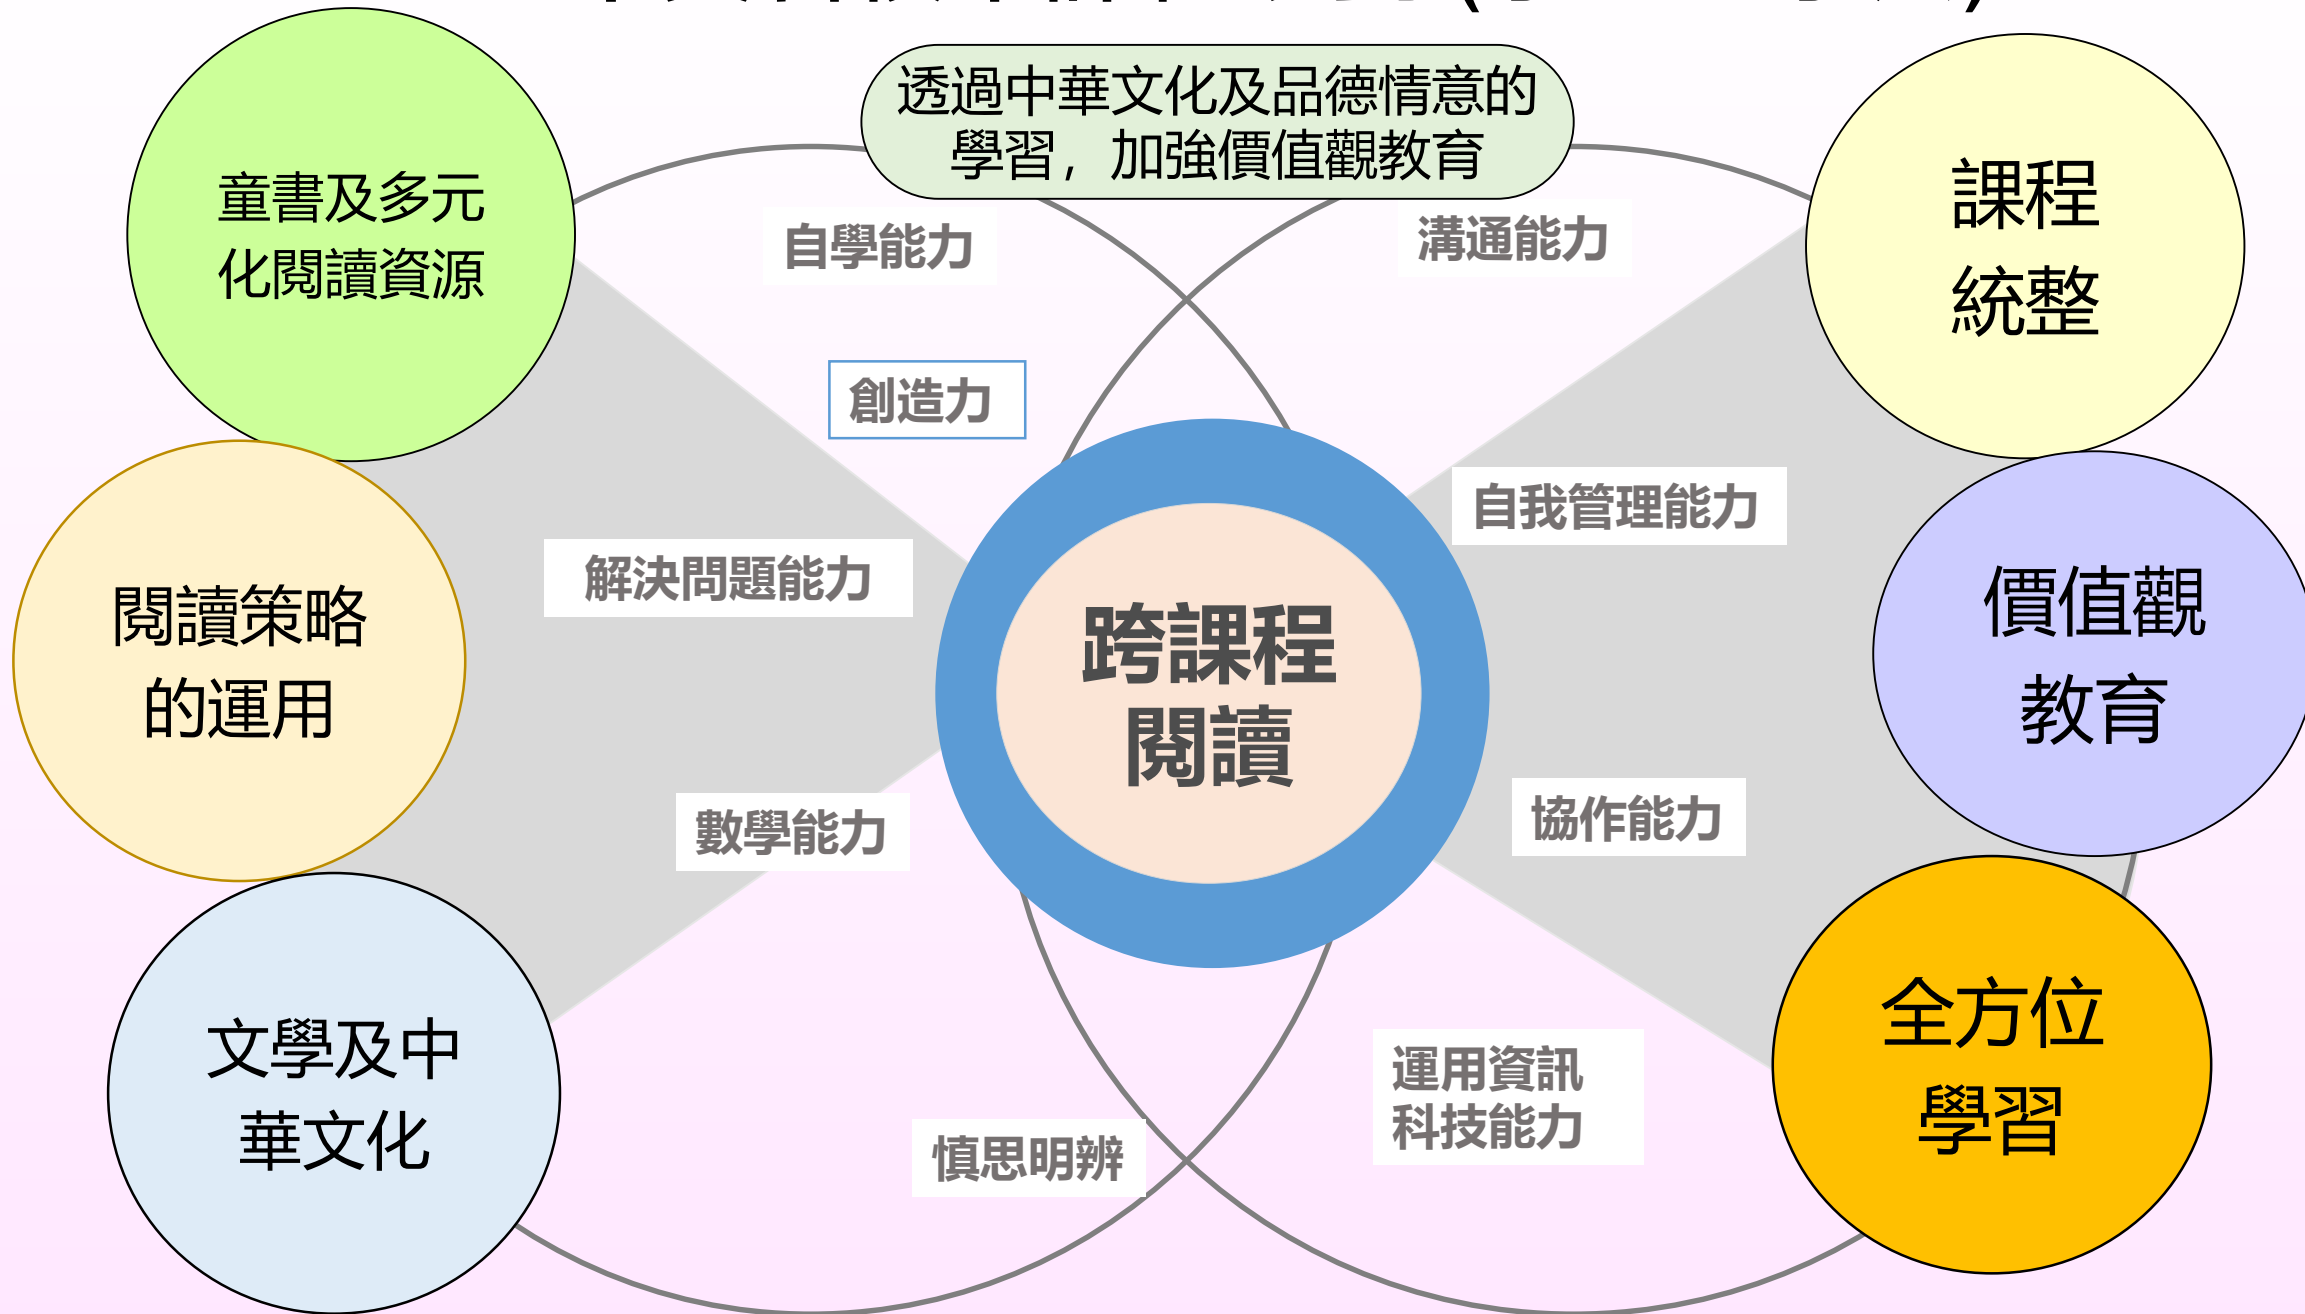 透過中華文化及品德情意的
學習，加強價值觀教育
童書及多元
化閱讀資源
課程
統整
自學能力
溝通能力
創造力
自我管理能力
解決問題能力
閱讀策略
的運用
跨課程
閱讀
價值觀
教育
數學能力
協作能力
文學及中
華文化
運用資訊
科技能力
全方位
學習
慎思明辨